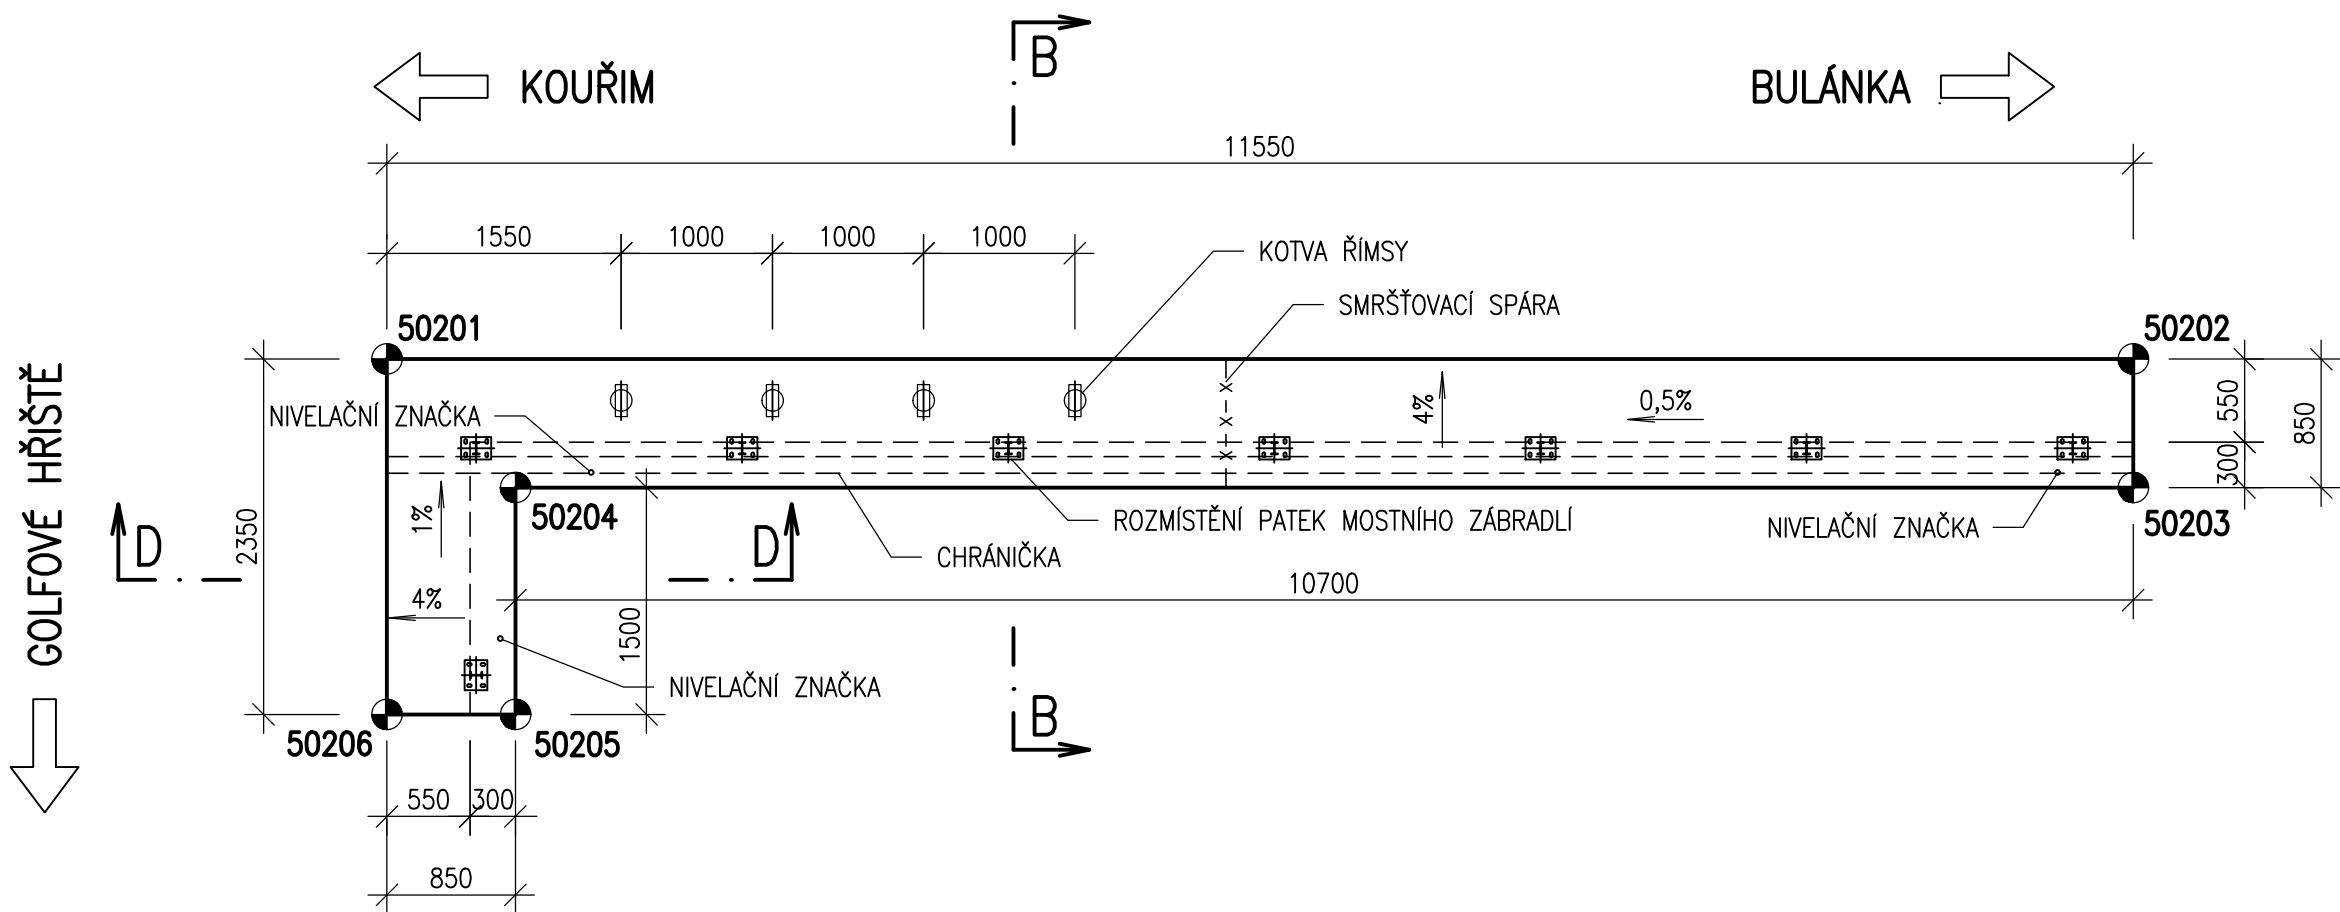 B
KOUŘIM
BULÁNKA
11550
1550
1000
1000
1000
KOTVA ŘÍMSY
SMRŠŤOVACÍ SPÁRA
50201
50202
GOLFOVÉ HŘIŠTĚ
NIVELAČNÍ ZNAČKA
4%
0,5%
550
850
300
50204
ROZMÍSTĚNÍ PATEK MOSTNÍHO ZÁBRADLÍ
NIVELAČNÍ ZNAČKA
50203
2350
D
1%
D
CHRÁNIČKA
10700
4%
1500
NIVELAČNÍ ZNAČKA
B
50206
50205
550
300
850